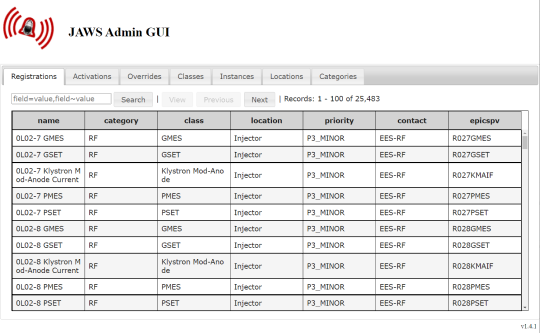 JAWS Admin GUI
Registrations Activations Overrides Classes Instances Locations Categories
field=value,field~value Search | View Previous Next | Records: 1 - 100 of 25,483
name category class location priority contact epicspv
0L02-7 GMES RF GMES Injector P3_MINOR EES-RF R027GMES
0L02-7 GSET RF GSET Injector P3_MINOR EES-RF R027GSET
0L02-7 Klystron M Klystron Mod-Ano
od-Anode Current RF de Injector P3_MINOR EES-RF R027KMAIF
0L02-7 PMES RF PMES Injector P3_MINOR EES-RF R027PMES
0L02-7 PSET RF PSET Injector P3_MINOR EES-RF R027PSET
0L02-8 GMES RF GMES Injector P3_MINOR EES-RF R028GMES
0L02-8 GSET RF GSET Injector P3_MINOR EES-RF R028GSET
0L02-8 Klystron M Klystron Mod-Ano
od-Anode Current RF de Injector P3_MINOR EES-RF R028KMAIF
0L02-8 PMES RF PMES Injector P3_MINOR EES-RF R028PMES
0L02-8 PSET RF PSET Injector P3_MINOR EES-RF R028PSET
v1.4.1